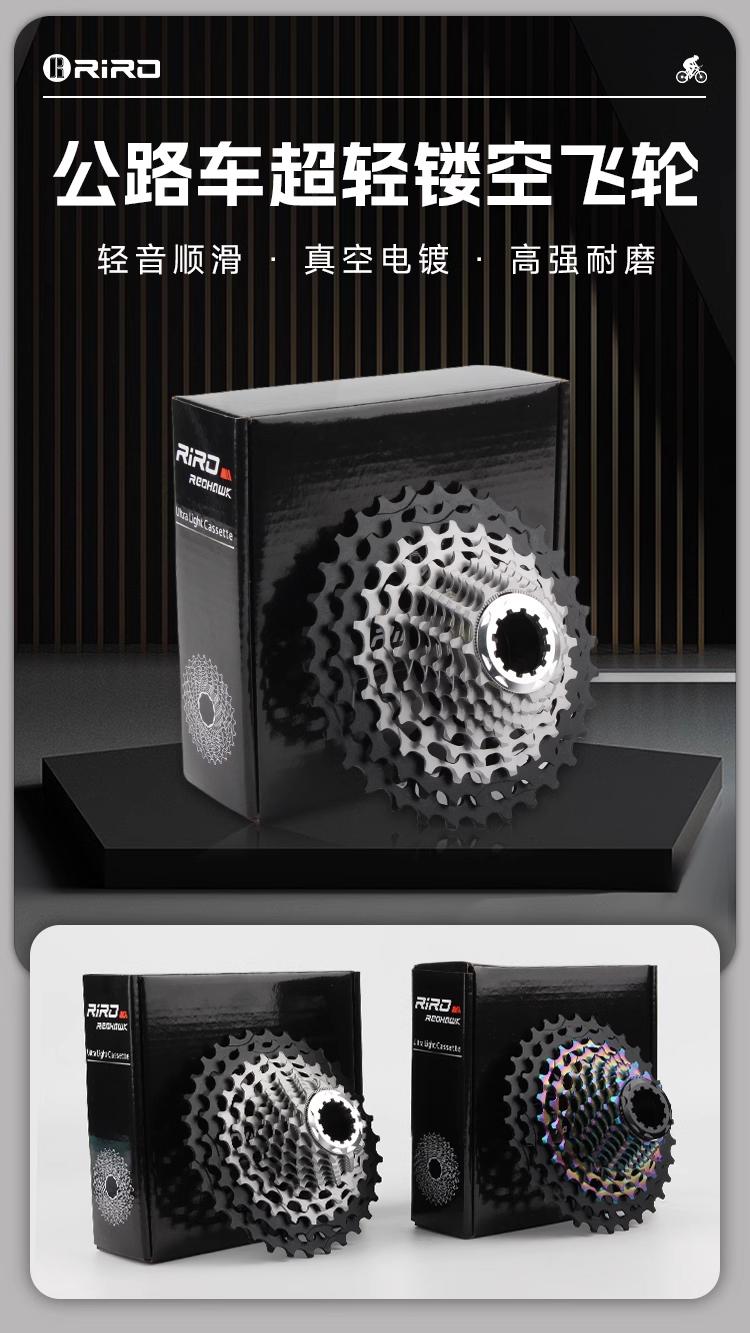 RiRO
公路车超轻镂空飞轮
轻音顺滑 · 真空电镀 · 高强耐磨
RiRO
REDHAWK
Ultra Light Cassette
RiRO
REDHAWK
Ultra Light Cassette
RiRO
REDHAWK
Ultra Light Cassette